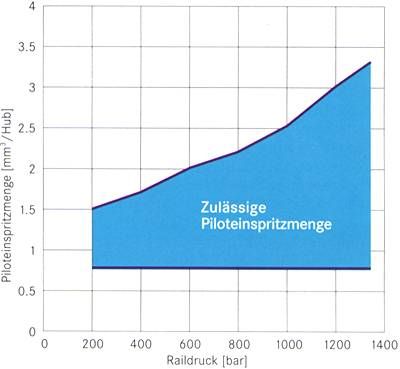 4
3.5
3
2.5
2
1.5
1
0.5
0
Piloteinspritzmenge [mm³/Hub]
Zulässige
Piloteinspritzmenge
0 200 400 600 800 1000 1200 1400
Raildruck [bar]